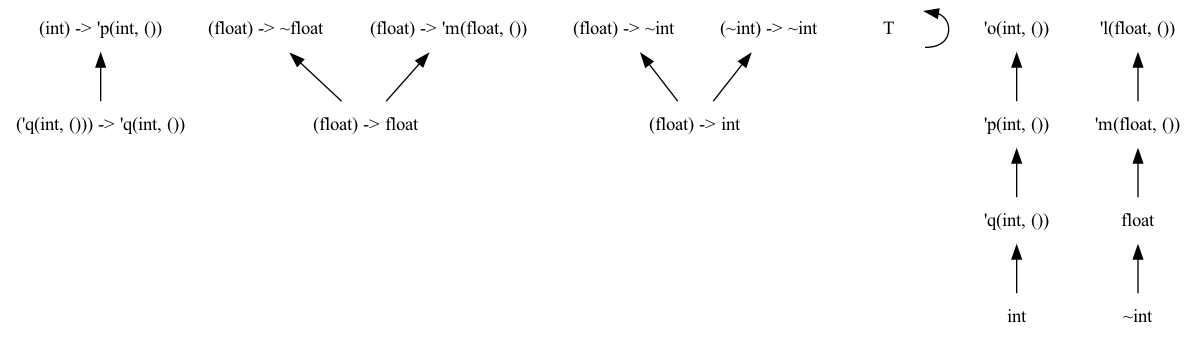 (int) -> 'p(int, ()) (float) -> ~float (float) -> 'm(float, ()) (float) -> ~int (~int) -> ~int T 'o(int, ()) 'l(float, ())
('q(int, ())) -> 'q(int, ()) (float) -> float (float) -> int 'p(int, ()) 'm(float, ())
'q(int, ()) float
int ~int